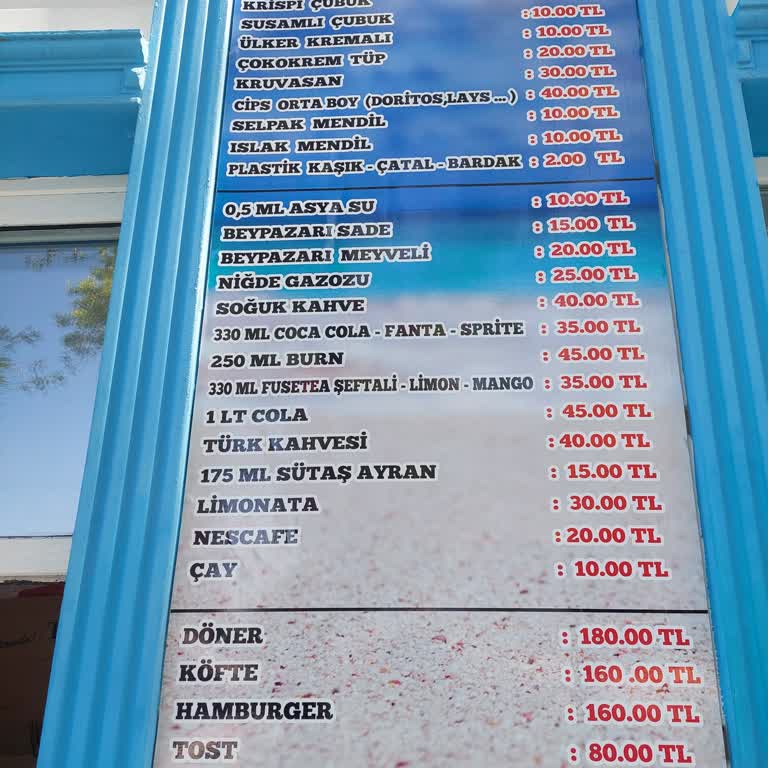 KRİSPİ ÇUBUK
SUSAMLI ÇUBUK :10.00 TL
ÜLKER KREMALI : 10.00 TL
ÇOKOKREM TÜP : 20.00 TL
KRUVASAN : 30.00 TL
CİPS ORTA BOY (DORİTOS,LAYS ... ) : 40.00 TL
SELPAK MENDİL : 10.00 TL
ISLAK MENDİL : 10.00 TL
PLASTİK KAŞIK - ÇATAL - BARDAK : 2.00 TL
0,5 ML ASYA SU : 10.00 TL
BEYPAZARI SADE : 15.00 TL
BEYPAZARI MEYVELİ : 20.00 TL
NİĞDE GAZOZU : 25.00 TL
SOĞUK KAHVE : 40.00 TL
330 ML COCA COLA - FANTA - SPRİTE : 35.00 TL
250 ML BURN : 45.00 TL
330 ML FUSETEA ŞEFTALİ - LİMON - MANGO : 35.00 TL
1 LT COLA : 45.00 TL
TÜRK KAHVESİ : 40.00 TL
175 ML SÜTAŞ AYRAN : 15.00 TL
LİMONATA : 30.00 TL
NESCAFE : 20.00 TL
ÇAY : 10.00 TL
DÖNER : 180.00 TL
KÖFTE : 160 .00 TL
HAMBURGER : 160.00 TL
TOST : 80.00 TL